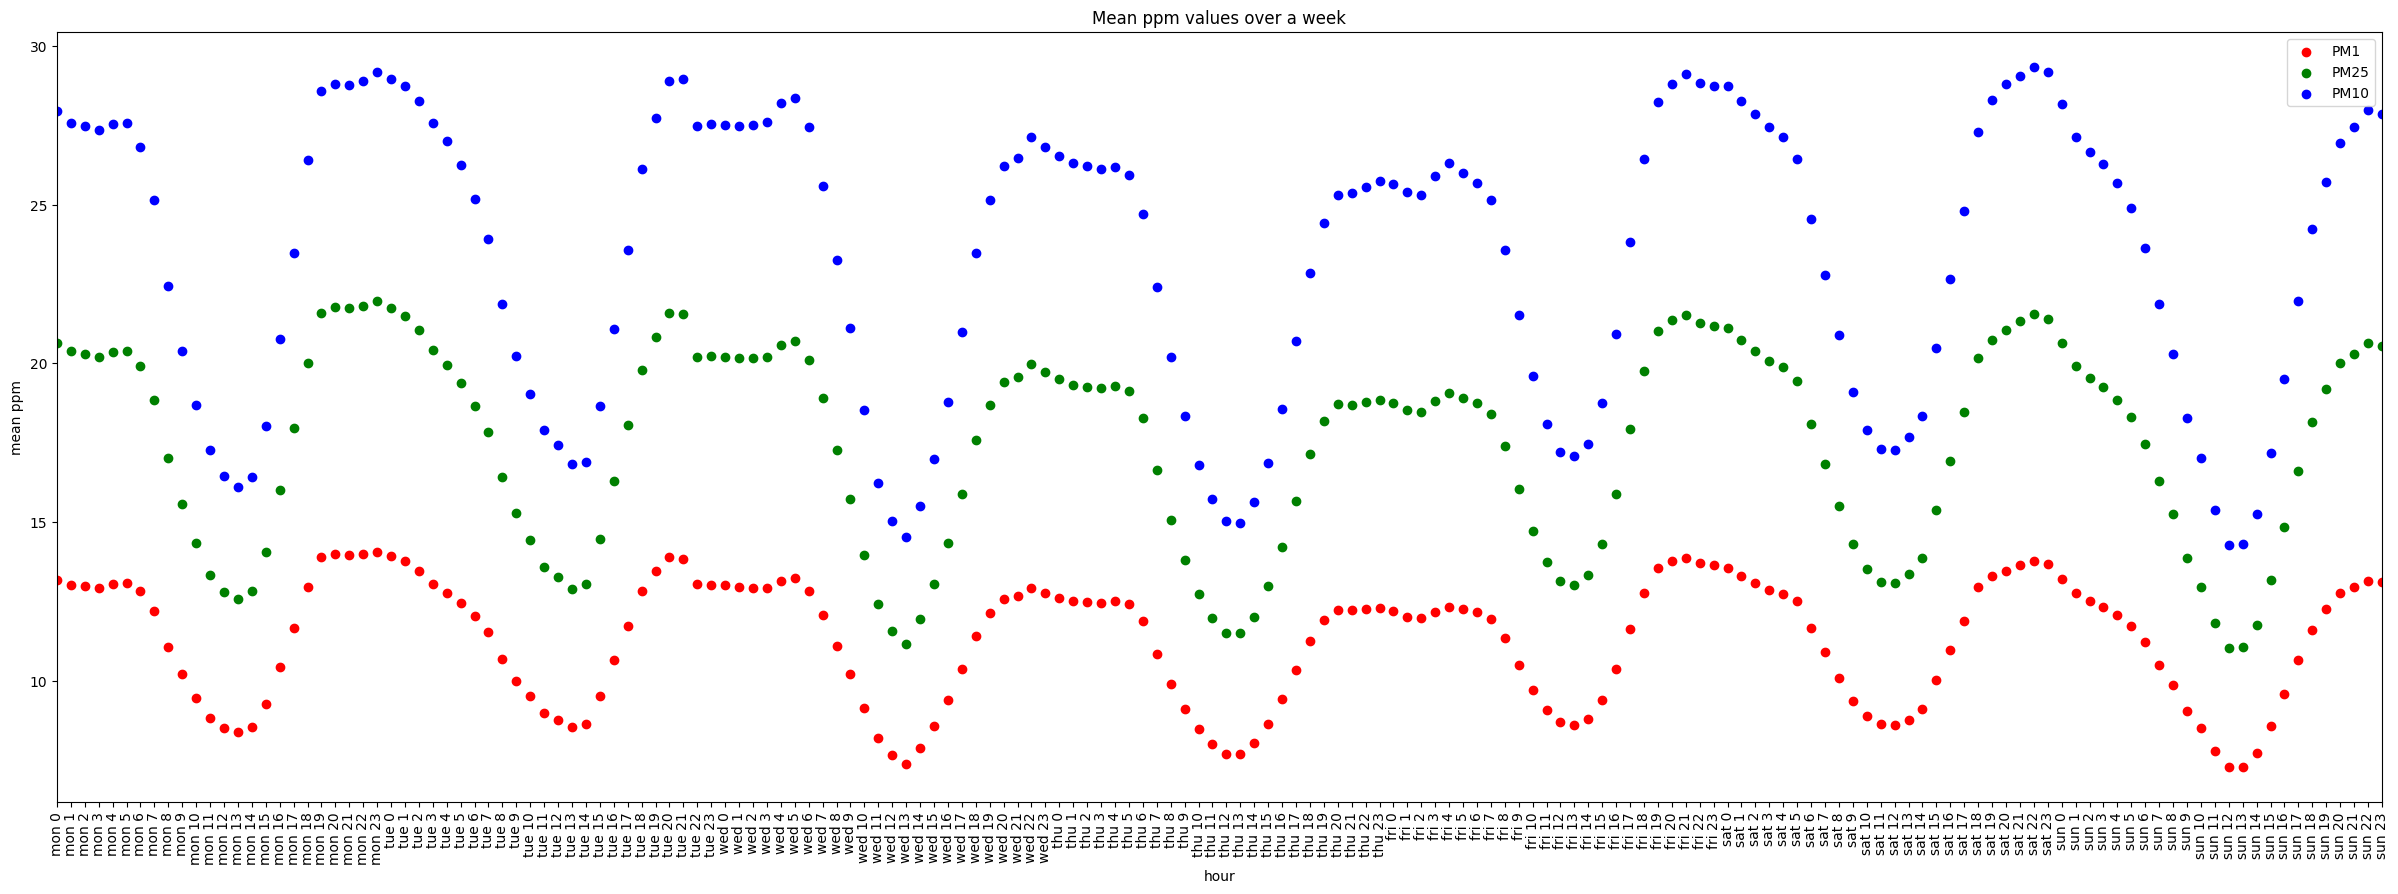 Mean ppm values over a week
PM1
PM25
PM10
mean ppm
30
25
20
15
10
mon 0
mon 1
mon 2
mon 3
mon 4
mon 5
mon 6
mon 7
mon 8
mon 9
mon 10
mon 11
mon 12
mon 13
mon 14
mon 15
mon 16
mon 17
mon 18
mon 19
mon 20
mon 21
mon 22
mon 23
tue 0
tue 1
tue 2
tue 3
tue 4
tue 5
tue 6
tue 7
tue 8
tue 9
tue 10
tue 11
tue 12
tue 13
tue 14
tue 15
tue 16
tue 17
tue 18
tue 19
tue 20
tue 21
tue 22
tue 23
wed 0
wed 1
wed 2
wed 3
wed 4
wed 5
wed 6
wed 7
wed 8
wed 9
wed 10
wed 11
wed 12
wed 13
wed 14
wed 15
wed 16
wed 17
wed 18
wed 19
wed 20
wed 21
wed 22
wed 23
thu 0
thu 1
thu 2
thu 3
thu 4
thu 5
thu 6
thu 7
thu 8
thu 9
thu 10
thu 11
thu 12
thu 13
thu 14
thu 15
thu 16
thu 17
thu 18
thu 19
thu 20
thu 21
thu 22
thu 23
fri 0
fri 1
fri 2
fri 3
fri 4
fri 5
fri 6
fri 7
fri 8
fri 9
fri 10
fri 11
fri 12
fri 13
fri 14
fri 15
fri 16
fri 17
fri 18
fri 19
fri 20
fri 21
fri 22
fri 23
sat 0
sat 1
sat 2
sat 3
sat 4
sat 5
sat 6
sat 7
sat 8
sat 9
sat 10
sat 11
sat 12
sat 13
sat 14
sat 15
sat 16
sat 17
sat 18
sat 19
sat 20
sat 21
sat 22
sat 23
sun 0
sun 1
sun 2
sun 3
sun 4
sun 5
sun 6
sun 7
sun 8
sun 9
sun 10
sun 11
sun 12
sun 13
sun 14
sun 15
sun 16
sun 17
sun 18
sun 19
sun 20
sun 21
sun 22
sun 23
hour